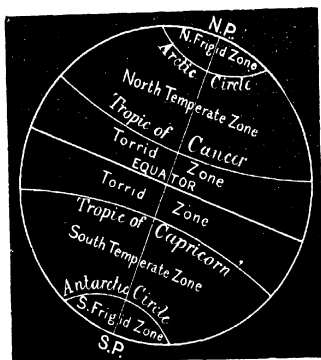 N.P.
N. Frigid Zone
Arctic Circle
North Temperate Zone
Tropic of Cancer
Torrid Zone
EQUATOR
Torrid Zone
Tropic of Capricorn
South Temperate Zone
Antarctic Circle
S. Frigid Zone
S.P.